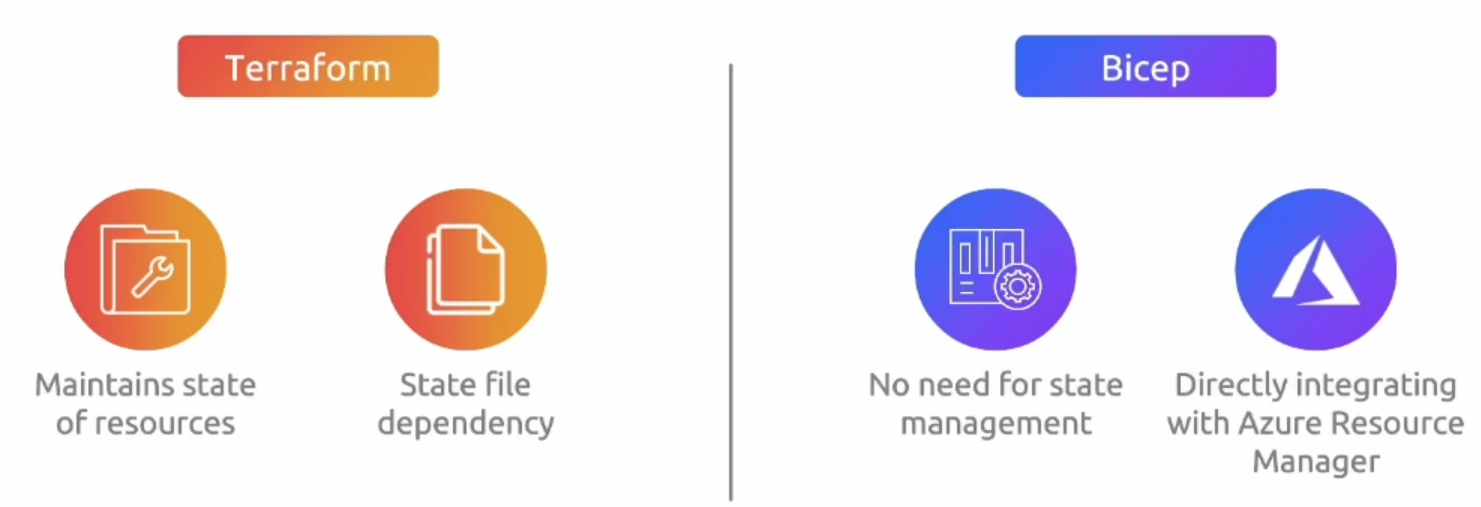 Terraform
Maintains state
of resources
State file
dependency
Bicep
No need for state
management
Directly integrating
with Azure Resource
Manager